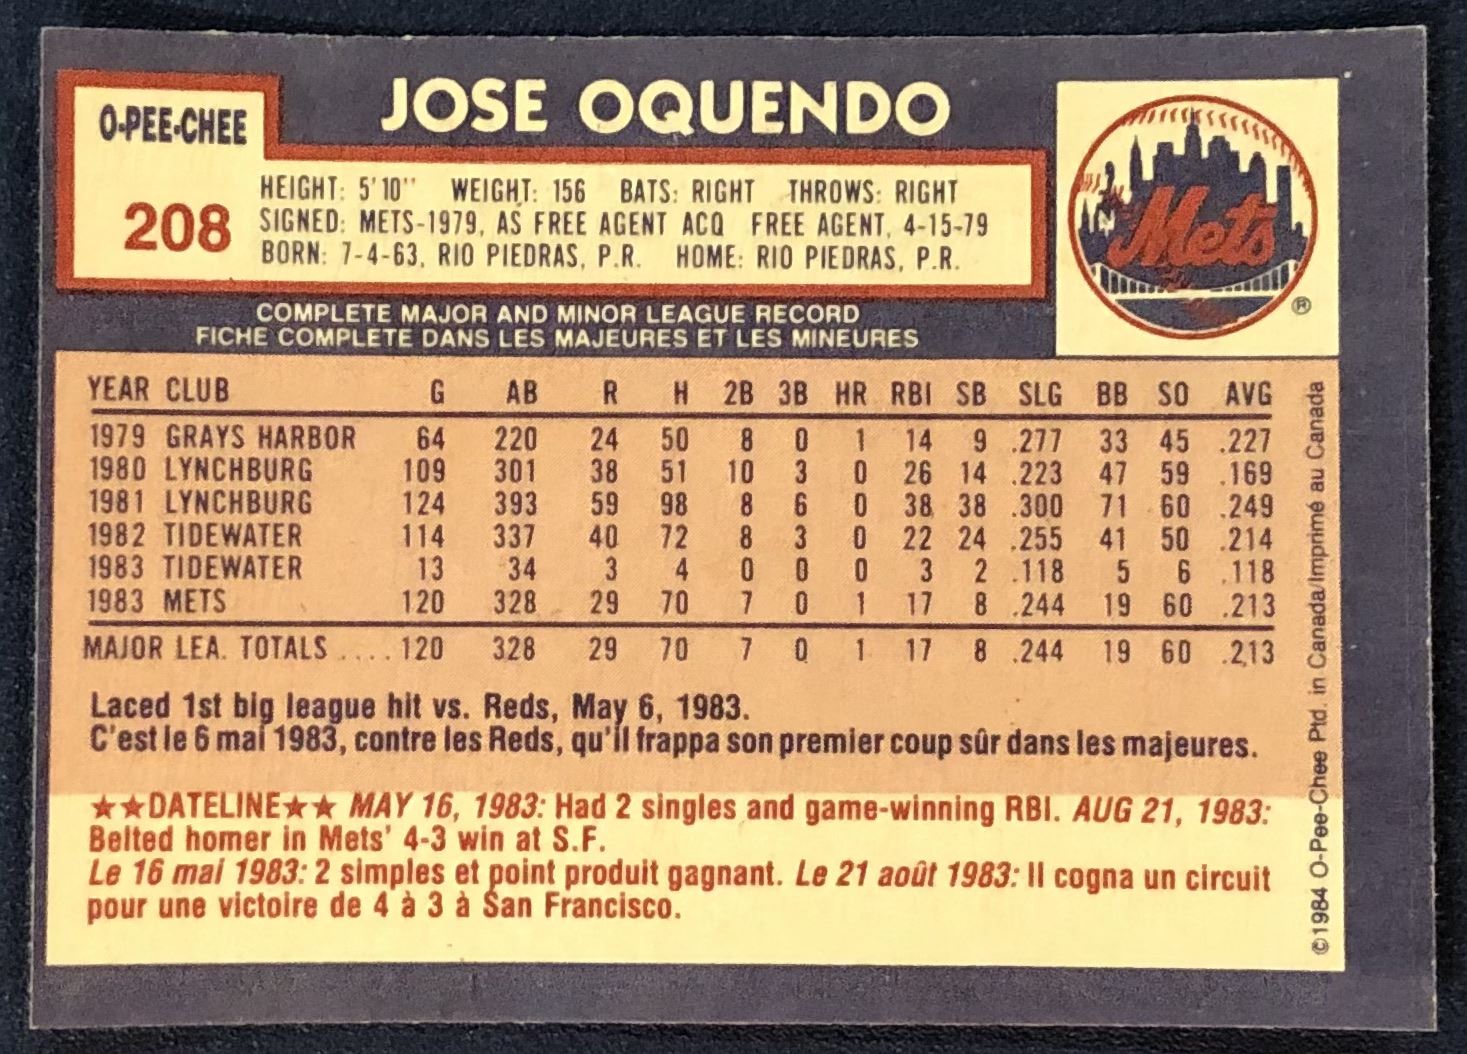 O-PEE-CHEE
JOSE OQUENDO
208
HEIGHT: 5'10" WEIGHT: 156 BATS: RIGHT THROWS: RIGHT
SIGNED: METS-1979, AS FREE AGENT ACQ FREE AGENT, 4-15-79
BORN: 7-4-63, RIO PIEDRAS, P.R. HOME: RIO PIEDRAS, P.R.
Mets
®
COMPLETE MAJOR AND MINOR LEAGUE RECORD
FICHE COMPLETE DANS LES MAJEURES ET LES MINEURES
YEAR CLUB G AB R H 2B 3B HR RBI SB SLG BB SO AVG
1979 GRAYS HARBOR 64 220 24 50 8 0 1 14 9 .277 33 45 .227
1980 LYNCHBURG 109 301 38 51 10 3 0 26 14 .223 47 59 .169
1981 LYNCHBURG 124 393 59 98 8 6 0 38 38 .300 71 60 .249
1982 TIDEWATER 114 337 40 72 8 3 0 22 24 .255 41 50 .214
1983 TIDEWATER 13 34 3 4 0 0 0 3 2 .118 5 6 .118
1983 METS 120 328 29 70 7 0 1 17 8 .244 19 60 .213
MAJOR LEA. TOTALS .... 120 328 29 70 7 0 1 17 8 .244 19 60 .213
Laced 1st big league hit vs. Reds, May 6, 1983.
C'est le 6 mai 1983, contre les Reds, qu'il frappa son premier coup sûr dans les majeures.
★★DATELINE★★ MAY 16, 1983: Had 2 singles and game-winning RBI. AUG 21, 1983:
Belted homer in Mets' 4-3 win at S.F.
Le 16 mai 1983: 2 simples et point produit gagnant. Le 21 août 1983: Il cogna un circuit
pour une victoire de 4 à 3 à San Francisco.
©1984 O-Pee-Chee Ptd. in Canada/Imprimé au Canada